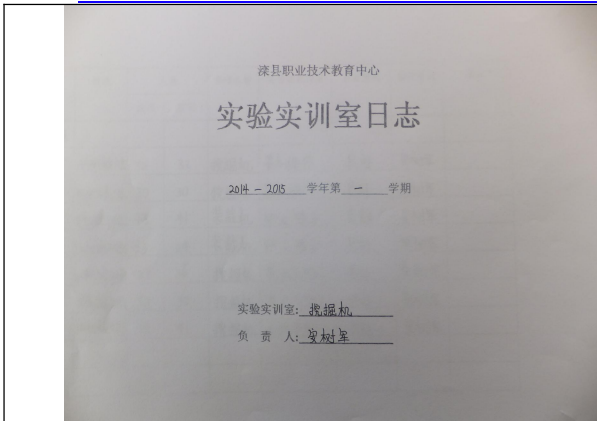 滦县职业技术教育中心
实验实训室日志
2014-2015 学年第 一 学期
实验实训室: 挖掘机
负 责 人: 安树军